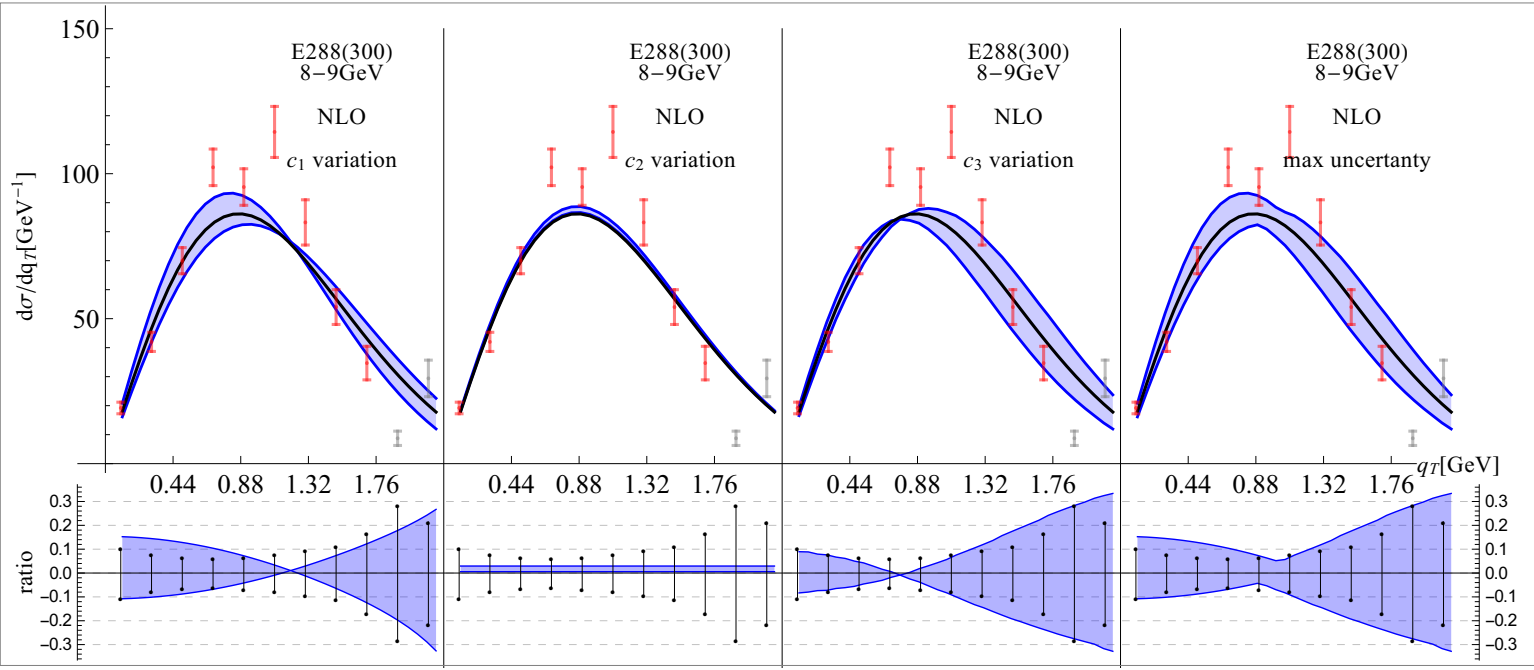 150
100
50
dσ/dq_T[GeV⁻¹]
E288(300)
8−9GeV
NLO
c₁ variation
E288(300)
8−9GeV
NLO
c₂ variation
E288(300)
8−9GeV
NLO
c₃ variation
E288(300)
8−9GeV
NLO
max uncertanty
q_T[GeV]
0.44 0.88 1.32 1.76
0.44 0.88 1.32 1.76
0.44 0.88 1.32 1.76
0.44 0.88 1.32 1.76
ratio
0.3
0.2
0.1
0.0
−0.1
−0.2
−0.3
0.3
0.2
0.1
0.0
−0.1
−0.2
−0.3